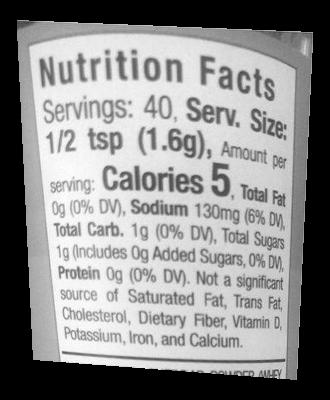 Nutrition Facts
Servings: 40, Serv. Size:
1/2 tsp (1.6g), Amount per
serving: Calories 5, Total Fat
0g (0% DV), Sodium 130mg (6% DV),
Total Carb. 1g (0% DV), Total Sugars
1g (Includes 0g Added Sugars, 0% DV),
Protein 0g (0% DV). Not a significant
source of Saturated Fat, Trans Fat,
Cholesterol, Dietary Fiber, Vitamin D,
Potassium, Iron, and Calcium.